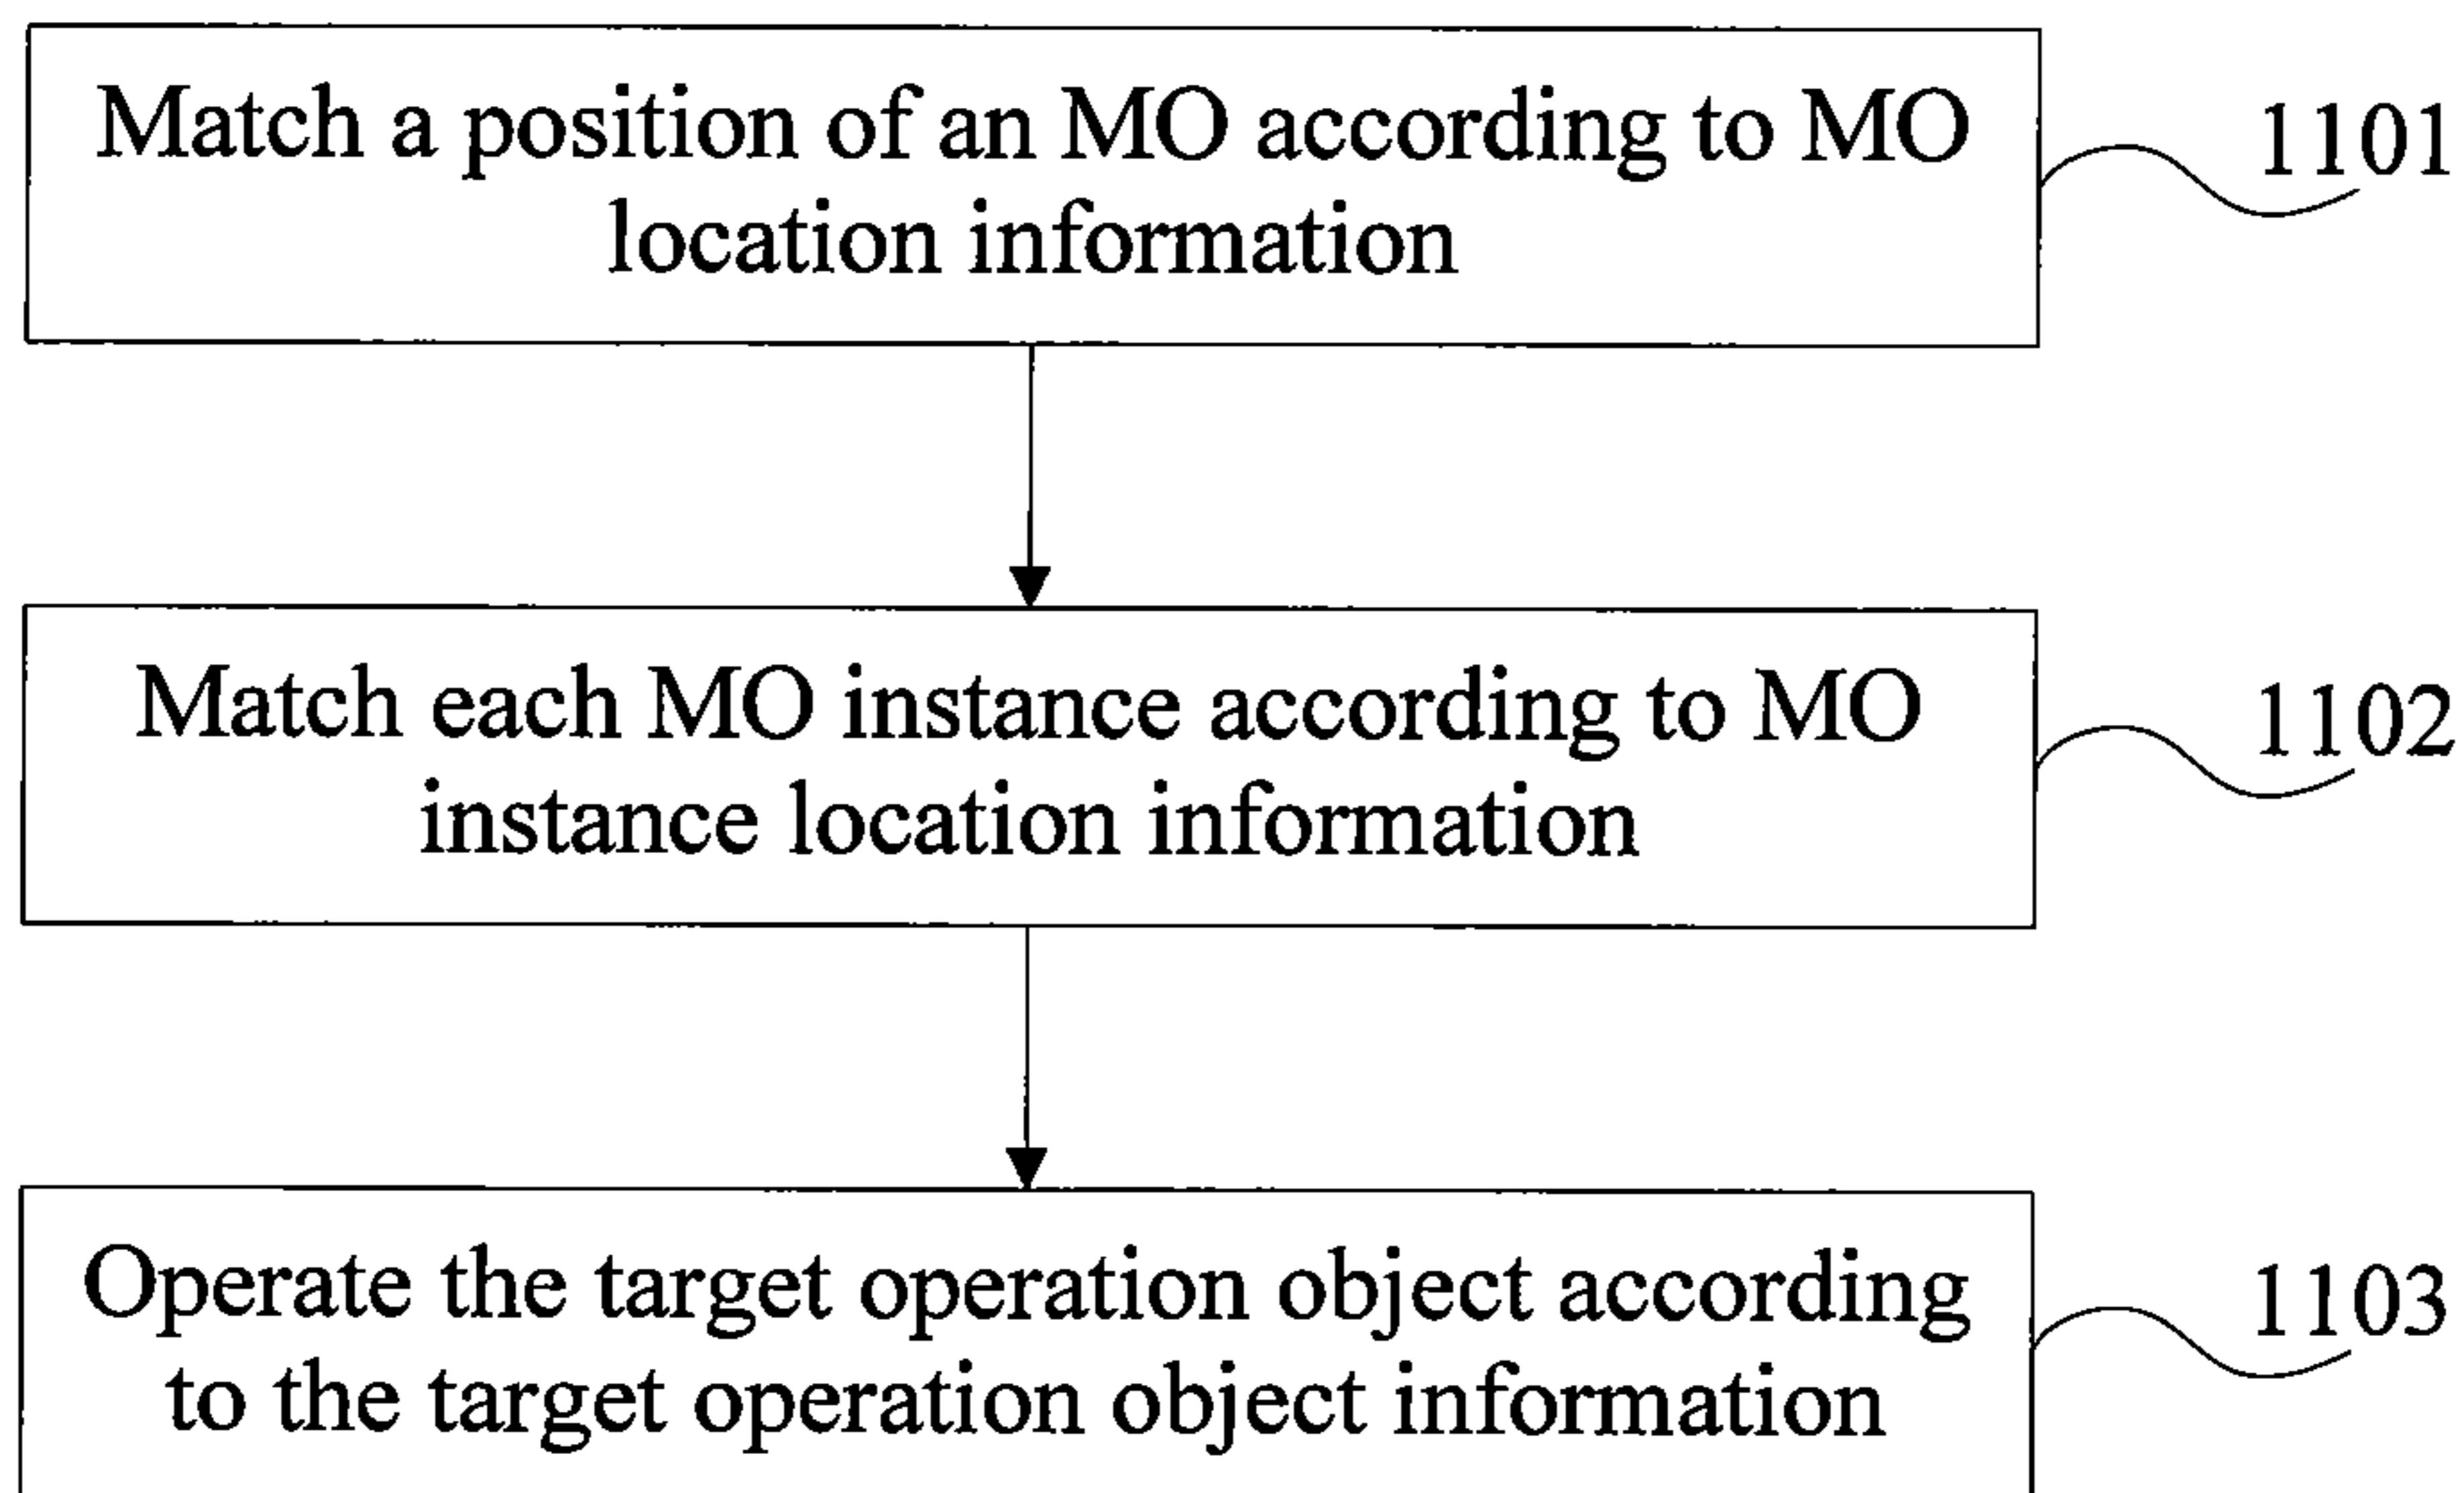 Match a position of an MO according to MO
location information
1101
Match each MO instance according to MO
instance location information
1102
Operate the target operation object according
to the target operation object information
1103